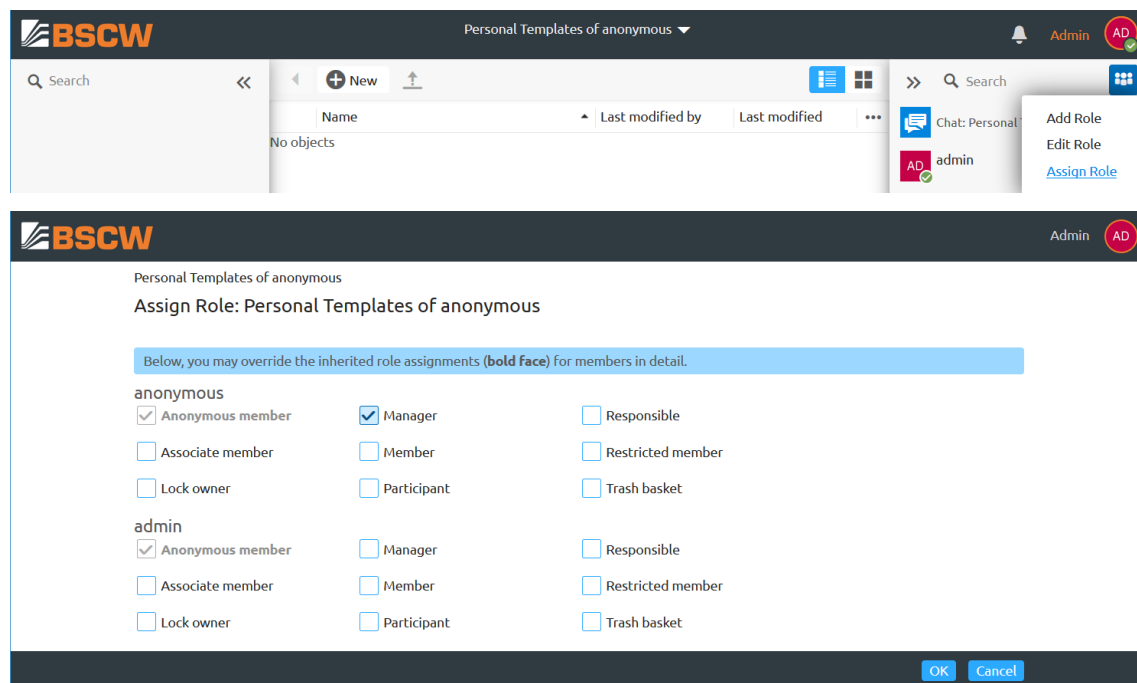 BSCW Personal Templates of anonymous Admin AD
Search New Search
Name Last modified by Last modified ••• Chat: Personal Add Role
No objects Edit Role
AD admin Assign Role
BSCW Admin AD
Personal Templates of anonymous
Assign Role: Personal Templates of anonymous
Below, you may override the inherited role assignments (bold face) for members in detail.
anonymous
Anonymous member Manager Responsible
Associate member Member Restricted member
Lock owner Participant Trash basket
admin
Anonymous member Manager Responsible
Associate member Member Restricted member
Lock owner Participant Trash basket
OK Cancel